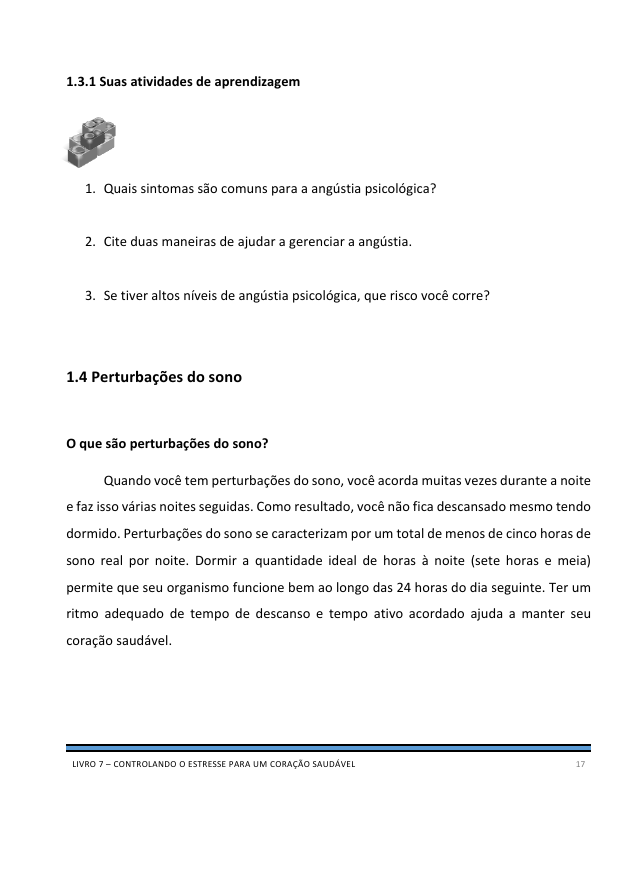 1.3.1 Suas atividades de aprendizagem
1. Quais sintomas são comuns para a angústia psicológica?
2. Cite duas maneiras de ajudar a gerenciar a angústia.
3. Se tiver altos níveis de angústia psicológica, que risco você corre?
1.4 Perturbações do sono
O que são perturbações do sono?
Quando você tem perturbações do sono, você acorda muitas vezes durante a noite
e faz isso várias noites seguidas. Como resultado, você não fica descansado mesmo tendo
dormido. Perturbações do sono se caracterizam por um total de menos de cinco horas de
sono real por noite. Dormir a quantidade ideal de horas à noite (sete horas e meia)
permite que seu organismo funcione bem ao longo das 24 horas do dia seguinte. Ter um
ritmo adequado de tempo de descanso e tempo ativo acordado ajuda a manter seu
coração saudável.
LIVRO 7 – CONTROLANDO O ESTRESSE PARA UM CORAÇÃO SAUDÁVEL 17